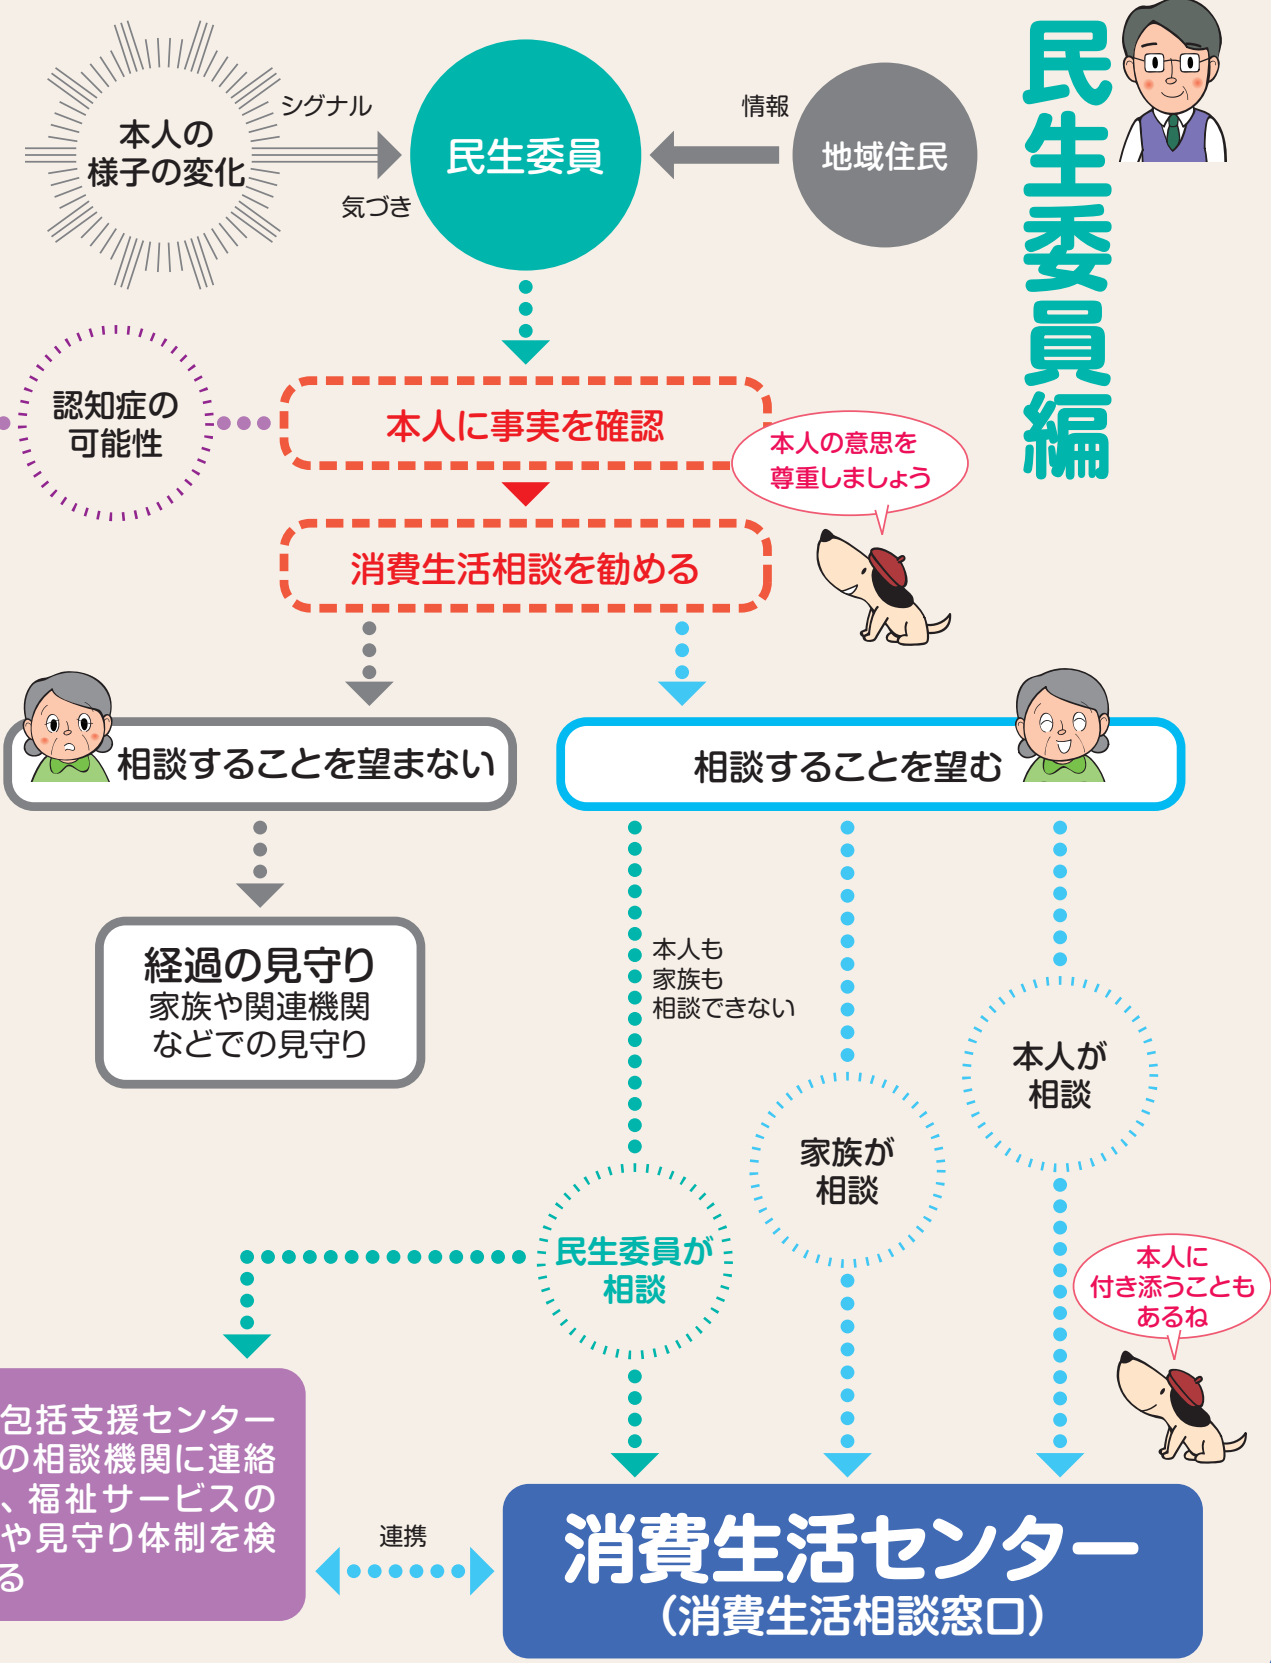 民生委員編
本人の
様子の変化
シグナル
気づき
民生委員
情報
地域住民
認知症の
可能性
本人に事実を確認
本人の意思を
尊重しましょう
消費生活相談を勧める
相談することを望まない
相談することを望む
経過の見守り
家族や関連機関
などでの見守り
本人も
家族も
相談できない
本人が
相談
家族が
相談
民生委員が
相談
本人に
付き添うことも
あるね
包括支援センター
の相談機関に連絡
、福祉サービスの
や見守り体制を検
る
連携
消費生活センター
（消費生活相談窓口）